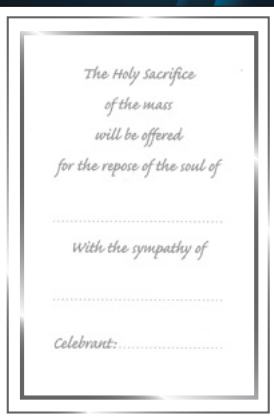 The Holy Sacrifice
of the mass
will be offered
for the repose of the soul of
With the sympathy of
Celebrant: